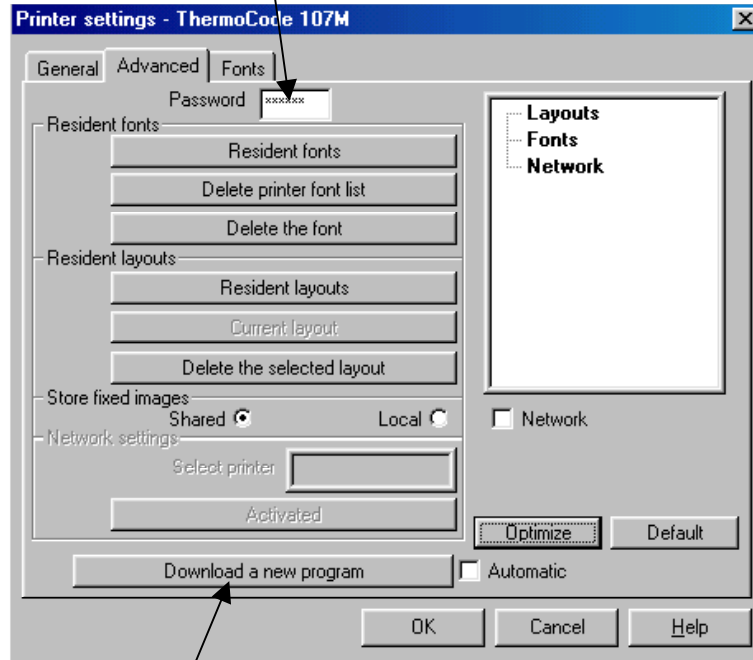 Printer settings - ThermoCode 107M
General Advanced Fonts
Password xxxxxx
Resident fonts
Resident fonts
Delete printer font list
Delete the font
Resident layouts
Resident layouts
Current layout
Delete the selected layout
Store fixed images
Shared Local
Network settings
Select printer
Activated
Layouts
Fonts
Network
Network
Optimize Default
Download a new program Automatic
OK Cancel Help